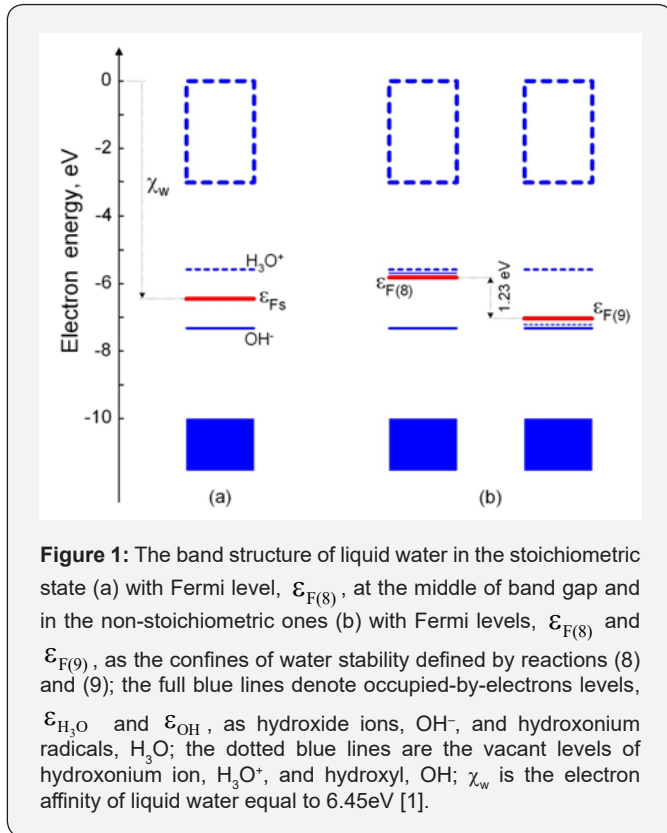 0
-2
-4
-6
-8
-10
Electron energy, eV
χw
H₃O⁺
εFs
OH⁻
(a)
εF(8)
1.23 eV
εF(9)
(b)
Figure 1: The band structure of liquid water in the stoichiometric
state (a) with Fermi level, εF(8), at the middle of band gap and
in the non-stoichiometric ones (b) with Fermi levels, εF(8) and
εF(9), as the confines of water stability defined by reactions (8)
and (9); the full blue lines denote occupied-by-electrons levels,
εH₃O and εOH, as hydroxide ions, OH⁻, and hydroxonium
radicals, H₃O; the dotted blue lines are the vacant levels of
hydroxonium ion, H₃O⁺, and hydroxyl, OH; χw is the electron
affinity of liquid water equal to 6.45eV [1].